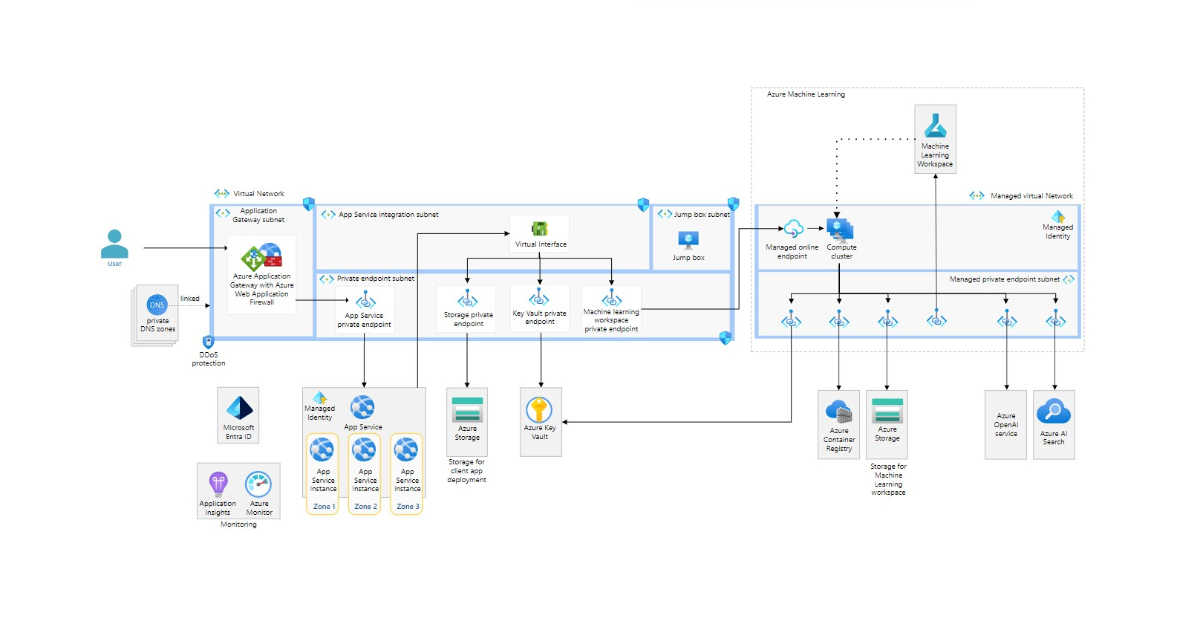 Azure Machine Learning
Machine
Learning
Workspace
Virtual Network
Managed virtual Network
Application
Gateway subnet
App Service integration subnet
Jump box subnet
Virtual Interface
Jump box
Managed online
endpoint
Compute
cluster
Managed
Identity
User
Azure Application
Gateway with Azure
Web Application
Firewall
Private endpoint subnet
App Service
private endpoint
Storage private
endpoint
Key Vault private
endpoint
Machine learning
workspace
private endpoint
Managed private endpoint subnet
DNS
private
DNS zones
linked
DDoS
protection
Microsoft
Entra ID
Managed
Identity
App Service
App
Service
Instance
Zone 1
App
Service
Instance
Zone 2
App
Service
Instance
Zone 3
Azure
Storage
Storage for
client app
deployment
Azure Key
Vault
Azure
Container
Registry
Azure
Storage
Storage for
Machine
Learning
workspace
Azure
OpenAI
service
Azure AI
Search
Application
Insights
Azure
Monitor
Monitoring